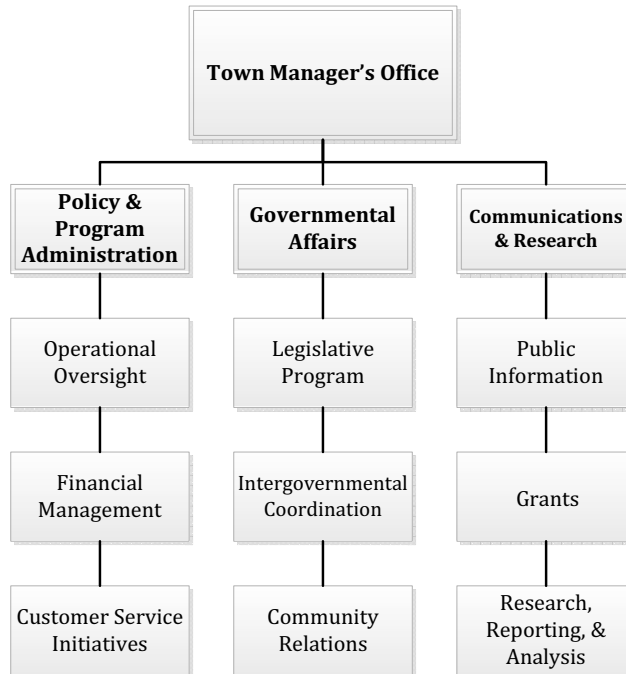 Town Manager’s Office
Policy &
Program
Administration
Governmental
Affairs
Communications
& Research
Operational
Oversight
Legislative
Program
Public
Information
Financial
Management
Intergovernmental
Coordination
Grants
Customer Service
Initiatives
Community
Relations
Research,
Reporting, &
Analysis